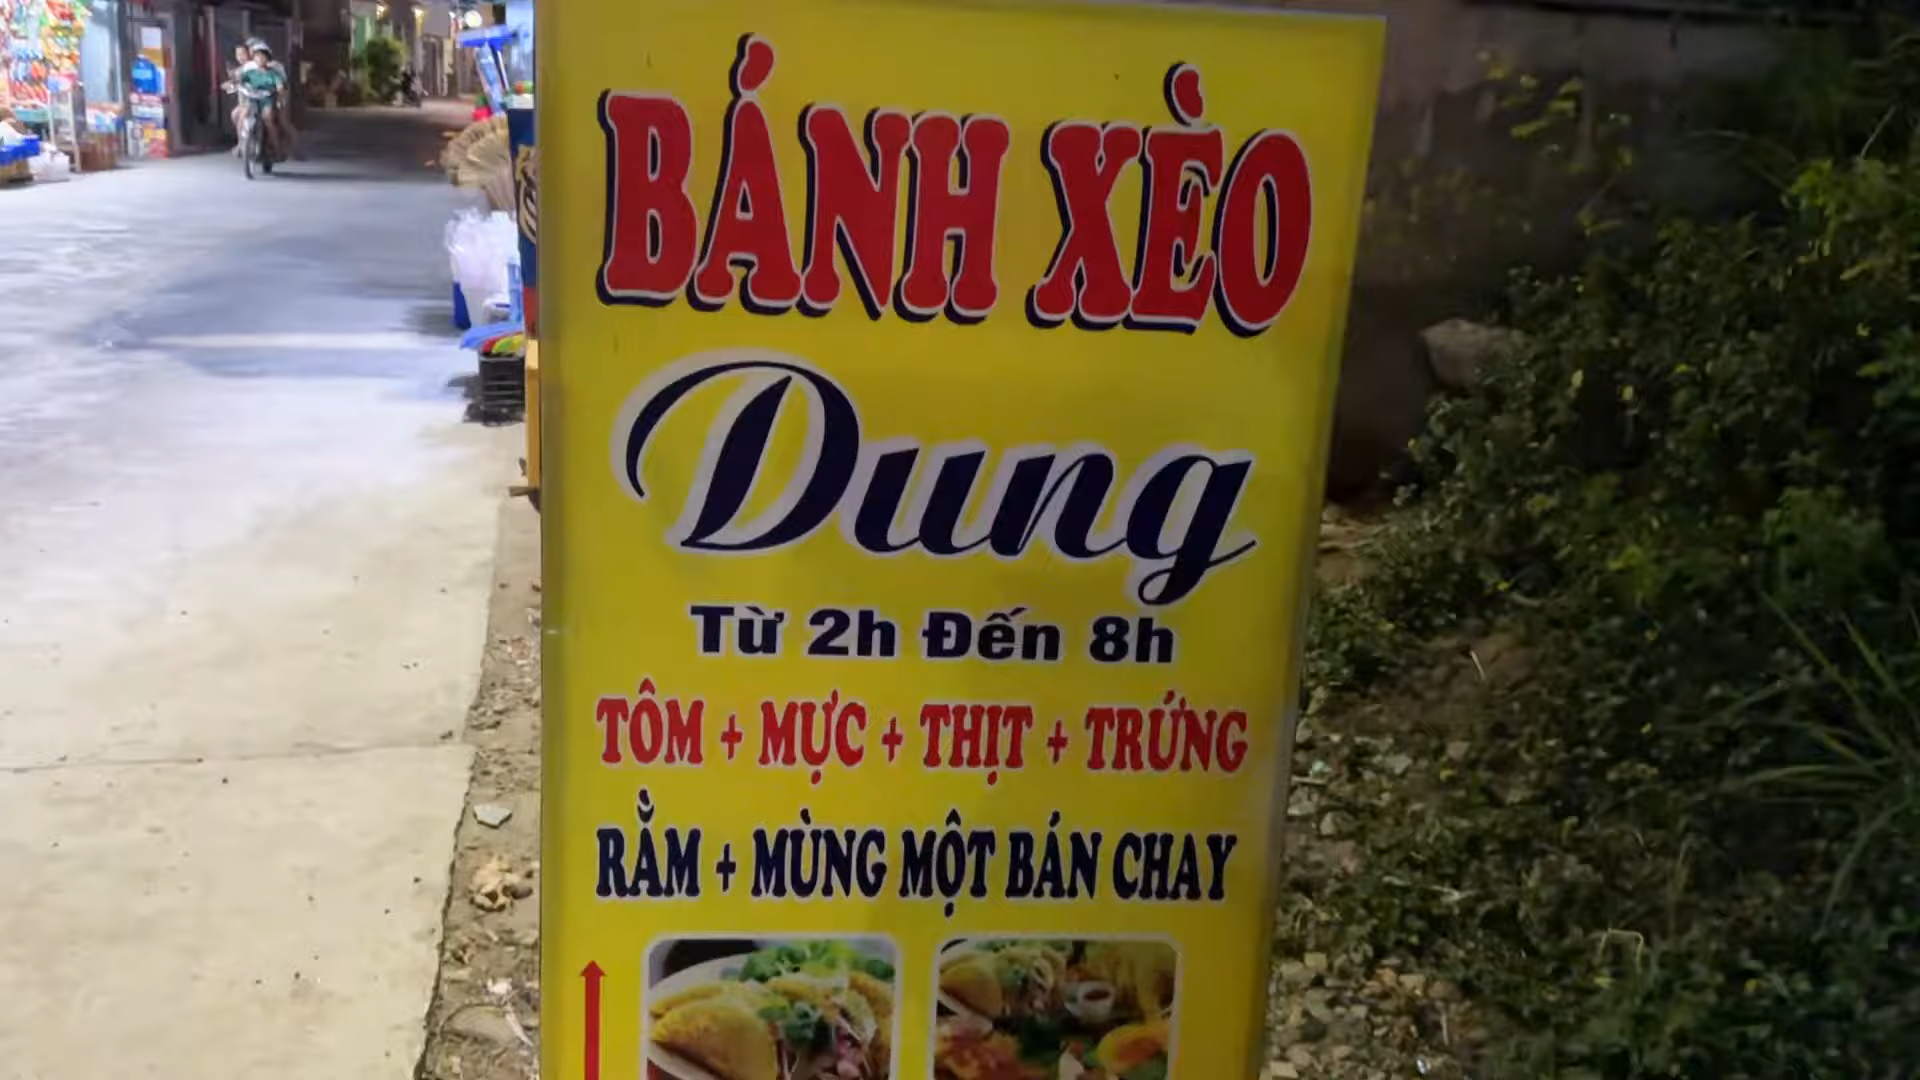 BÁNH XÈO
Dung
Từ 2h Đến 8h
TÔM + MỰC + THỊT + TRỨNG
RẰM + MÙNG MỘT BÁN CHAY